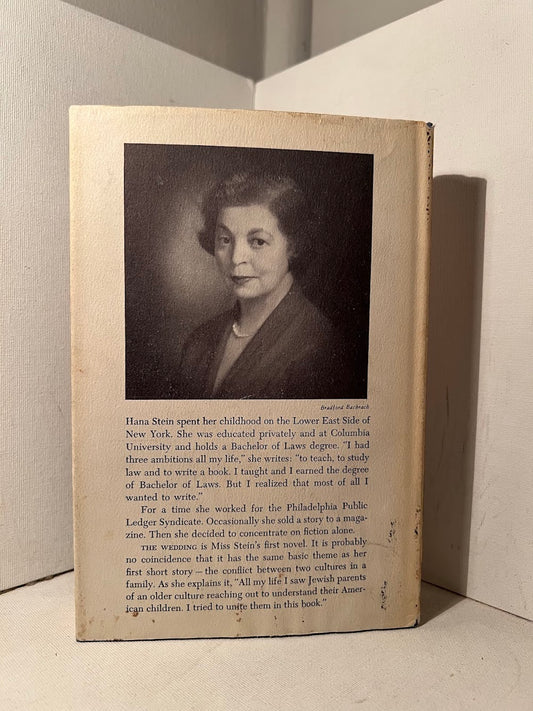 Bradford Bachrach
Hana Stein spent her childhood on the Lower East Side of
New York. She was educated privately and at Columbia
University and holds a Bachelor of Laws degree. “I had
three ambitions all my life,” she writes: “to teach, to study
law and to write a book. I taught and I earned the degree
of Bachelor of Laws. But I realized that most of all I
wanted to write.”
For a time she worked for the Philadelphia Public
Ledger Syndicate. Occasionally she sold a story to a maga-
zine. Then she decided to concentrate on fiction alone.
THE WEDDING is Miss Stein’s first novel. It is probably
no coincidence that it has the same basic theme as her
first short story – the conflict between two cultures in a
family. As she explains it, “All my life I saw Jewish parents
of an older culture reaching out to understand their Amer-
ican children. I tried to unite them in this book.”